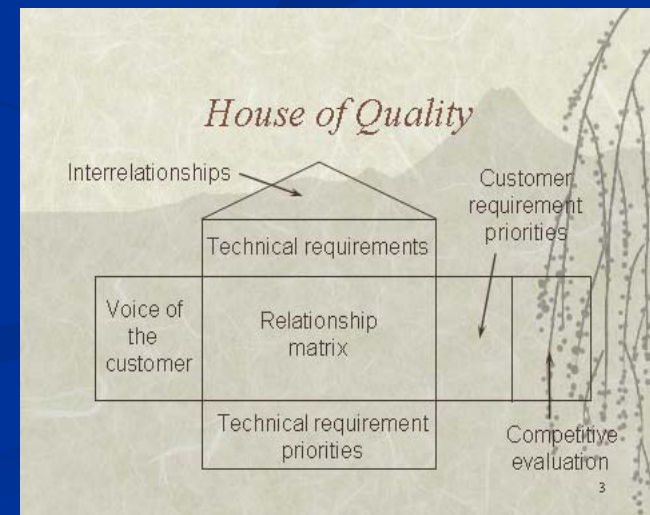 House of Quality
Interrelationships
Customer
requirement
priorities
Technical requirements
Voice of
the
customer
Relationship
matrix
Technical requirement
priorities
Competitive
evaluation
3